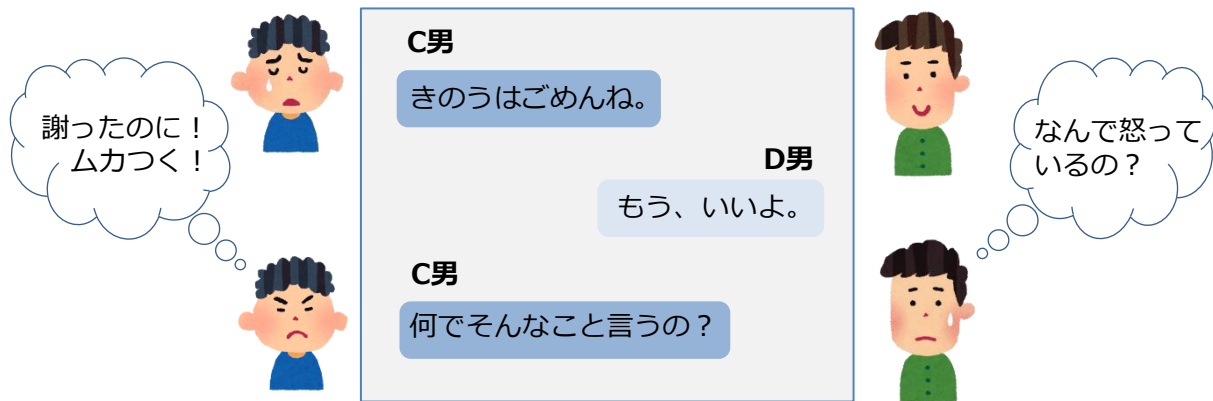 C男
きのうはごめんね。
D男
もう、いいよ。
C男
何でそんなこと言うの？
謝ったのに！
ムカつく！
なんで怒って
いるの？